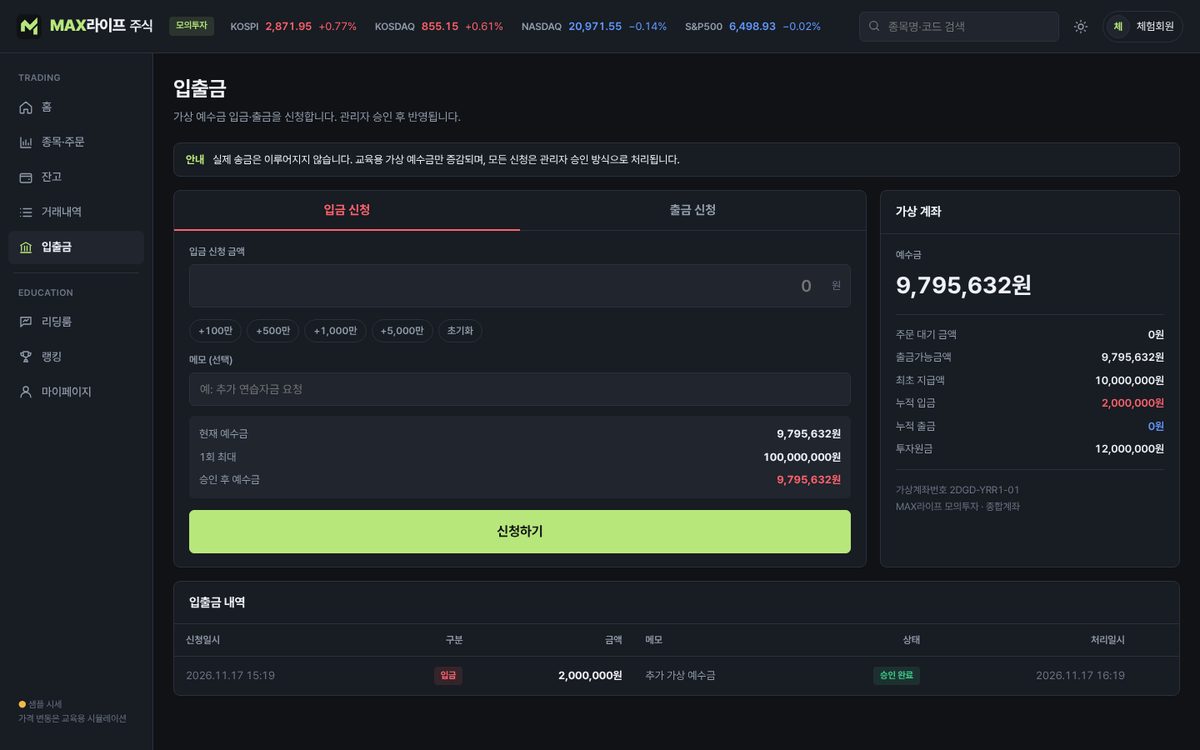 MAX라이프 주식 모의투자 KOSPI 2,871.95 +0.77% KOSDAQ 855.15 +0.61% NASDAQ 20,971.55 −0.14% S&P500 6,498.93 −0.02% 종목명·코드 검색 체 체험회원
TRADING
홈
종목·주문
잔고
거래내역
입출금
EDUCATION
리딩룸
랭킹
마이페이지
샘플 시세
가격 변동은 교육용 시뮬레이션
입출금
가상 예수금 입금·출금을 신청합니다. 관리자 승인 후 반영됩니다.
안내 실제 송금은 이루어지지 않습니다. 교육용 가상 예수금만 증감되며, 모든 신청은 관리자 승인 방식으로 처리됩니다.
입금 신청 출금 신청
입금 신청 금액
0 원
+100만 +500만 +1,000만 +5,000만 초기화
메모 (선택)
예: 추가 연습자금 요청
현재 예수금 9,795,632원
1회 최대 100,000,000원
승인 후 예수금 9,795,632원
신청하기
가상 계좌
예수금
9,795,632원
주문 대기 금액 0원
출금가능금액 9,795,632원
최초 지급액 10,000,000원
누적 입금 2,000,000원
누적 출금 0원
투자원금 12,000,000원
가상계좌번호 2DGD-YRR1-01
MAX라이프 모의투자 · 종합계좌
입출금 내역
신청일시 구분 금액 메모 상태 처리일시
2026.11.17 15:19 입금 2,000,000원 추가 가상 예수금 승인 완료 2026.11.17 16:19